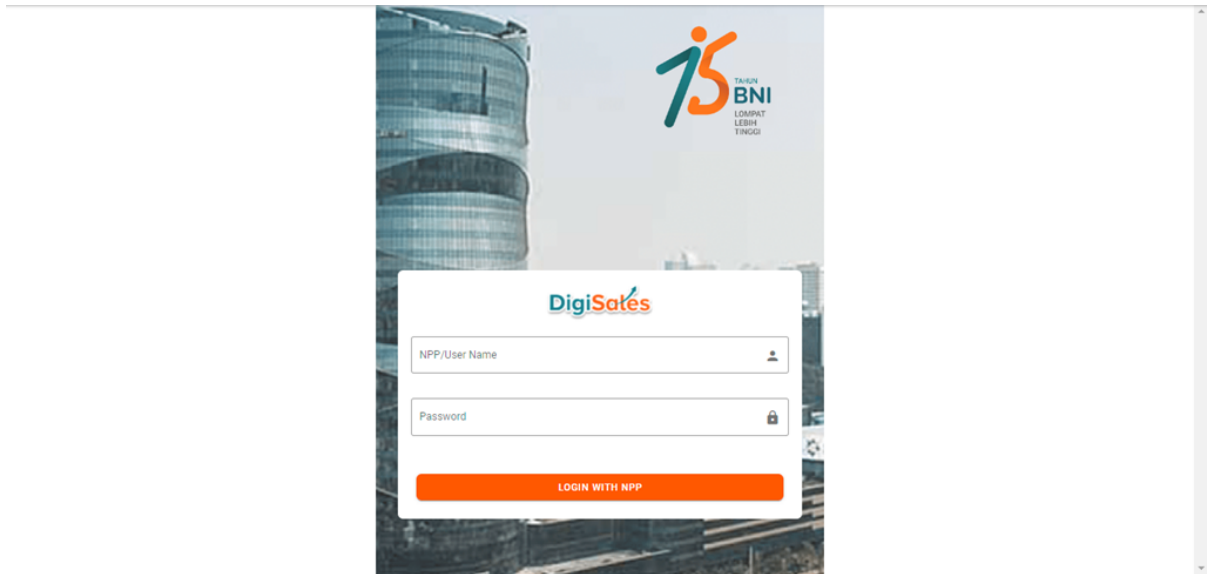 75
TAHUN
BNI
LOMPAT
LEBIH
TINGGI
DigiSales
NPP/User Name
Password
LOGIN WITH NPP